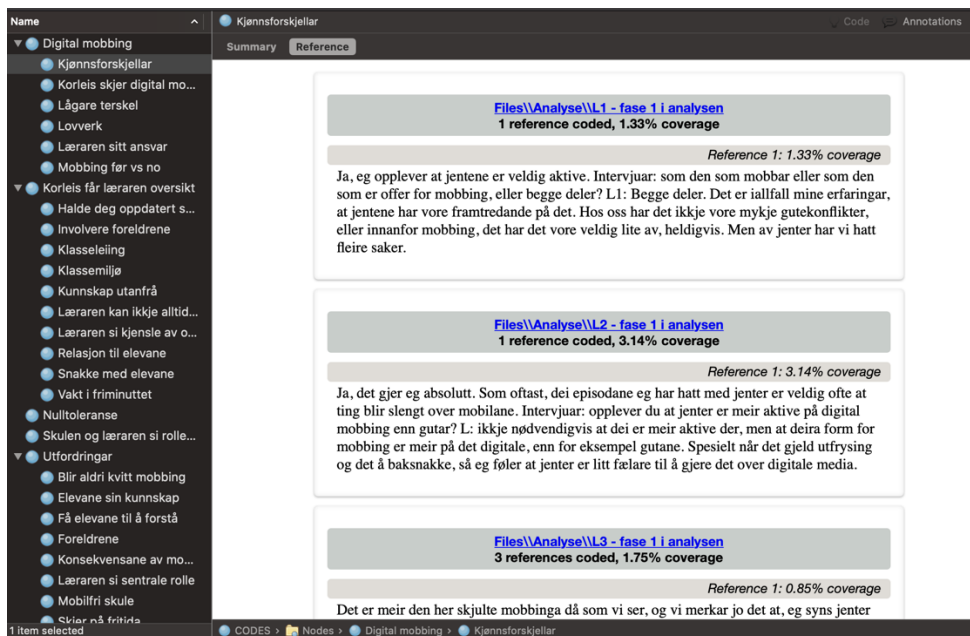 Name
Kjønnsforskjellar
Code
Annotations
Digital mobbing
Summary
Reference
Kjønnsforskjellar
Korleis skjer digital mo...
Lågare terskel
Lovverk
Læraren sitt ansvar
Mobbing før vs no
Korleis får læraren oversikt
Halde deg oppdatert s...
Involvere foreldrene
Klasseleiing
Klassemiljø
Kunnskap utanfrå
Læraren kan ikkje alltid...
Læraren si kjensle av o...
Relasjon til elevane
Snakke med elevane
Vakt i friminuttet
Nulltoleranse
Skulen og læraren si rolle...
Utfordringar
Blir aldri kvitt mobbing
Elevane sin kunnskap
Få elevane til å forstå
Foreldrene
Konsekvensane av mo...
Læraren si sentrale rolle
Mobilfri skule
Skjer på fritida
1 item selected
Files\\Analyse\\L1 - fase 1 i analysen
1 reference coded, 1.33% coverage
Reference 1: 1.33% coverage
Ja, eg opplever at jentene er veldig aktive. Intervjuar: som den som mobbar eller som den
som er offer for mobbing, eller begge deler? L1: Begge deler. Det er iallfall mine erfaringar,
at jentene har vore framtredande på det. Hos oss har det ikkje vore mykje gutekonflikter,
eller innanfor mobbing, det har det vore veldig lite av, heldigvis. Men av jenter har vi hatt
fleire saker.
Files\\Analyse\\L2 - fase 1 i analysen
1 reference coded, 3.14% coverage
Reference 1: 3.14% coverage
Ja, det gjer eg absolutt. Som oftast, dei episodane eg har hatt med jenter er veldig ofte at
ting blir slengt over mobilane. Intervjuar: opplever du at jenter er meir aktive på digital
mobbing enn gutar? L: ikkje nødvendigvis at dei er meir aktive der, men at deira form for
mobbing er meir på det digitale, enn for eksempel gutane. Spesielt når det gjeld utfrysing
og det å baksnakke, så eg føler at jenter er litt fælare til å gjere det over digitale media.
Files\\Analyse\\L3 - fase 1 i analysen
3 references coded, 1.75% coverage
Reference 1: 0.85% coverage
Det er meir den her skjulte mobbinga då som vi ser, og vi merkar jo det at, eg syns jenter
CODES › Nodes › Digital mobbing › Kjønnsforskjellar